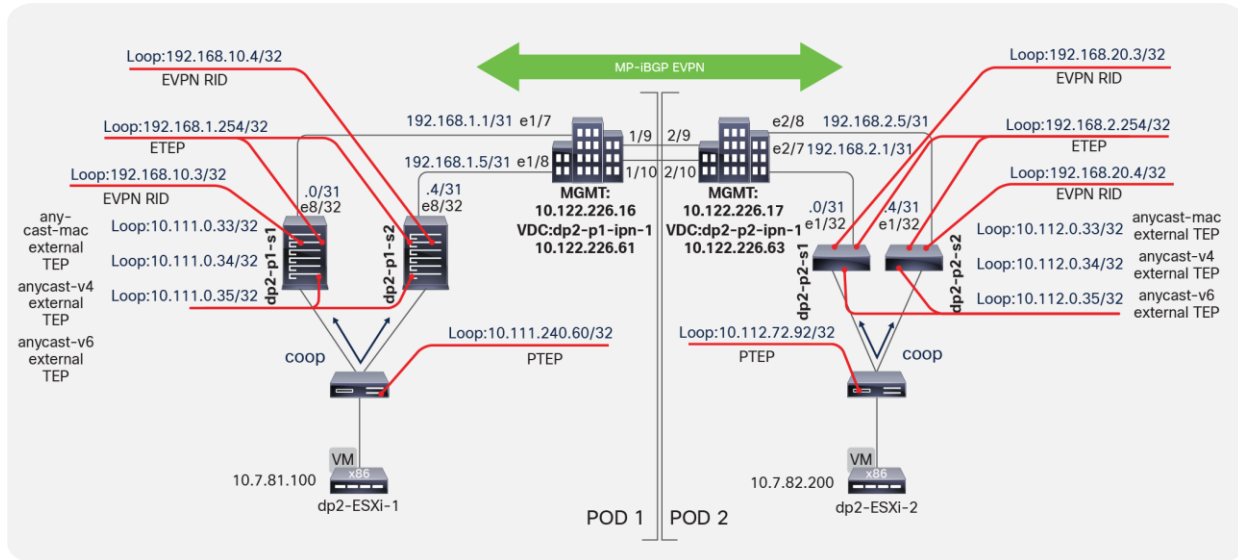 MP-iBGP EVPN
Loop:192.168.10.4/32
EVPN RID
Loop:192.168.1.254/32
ETEP
Loop:192.168.10.3/32
EVPN RID
any-
cast-mac
external
TEP
anycast-v4
external
TEP
anycast-v6
external
TEP
Loop:10.111.0.33/32
Loop:10.111.0.34/32
Loop:10.111.0.35/32
192.168.1.1/31 e1/7
192.168.1.5/31 e1/8
.0/31
e8/32
.4/31
e8/32
dp2-p1-s1
dp2-p1-s2
1/9
1/10
MGMT:
10.122.226.16
VDC:dp2-p1-ipn-1
10.122.226.61
coop
Loop:10.111.240.60/32
PTEP
VM
x86
10.7.81.100
dp2-ESXi-1
POD 1
POD 2
2/9
2/10
MGMT:
10.122.226.17
VDC:dp2-p2-ipn-1
10.122.226.63
e2/8 192.168.2.5/31
e2/7 192.168.2.1/31
.0/31
e1/32
.4/31
e1/32
dp2-p2-s1
dp2-p2-s2
Loop:192.168.20.3/32
EVPN RID
Loop:192.168.2.254/32
ETEP
Loop:192.168.20.4/32
EVPN RID
Loop:10.112.0.33/32
Loop:10.112.0.34/32
Loop:10.112.0.35/32
anycast-mac
external TEP
anycast-v4
external TEP
anycast-v6
external TEP
Loop:10.112.72.92/32
PTEP
coop
VM
x86
10.7.82.200
dp2-ESXi-2